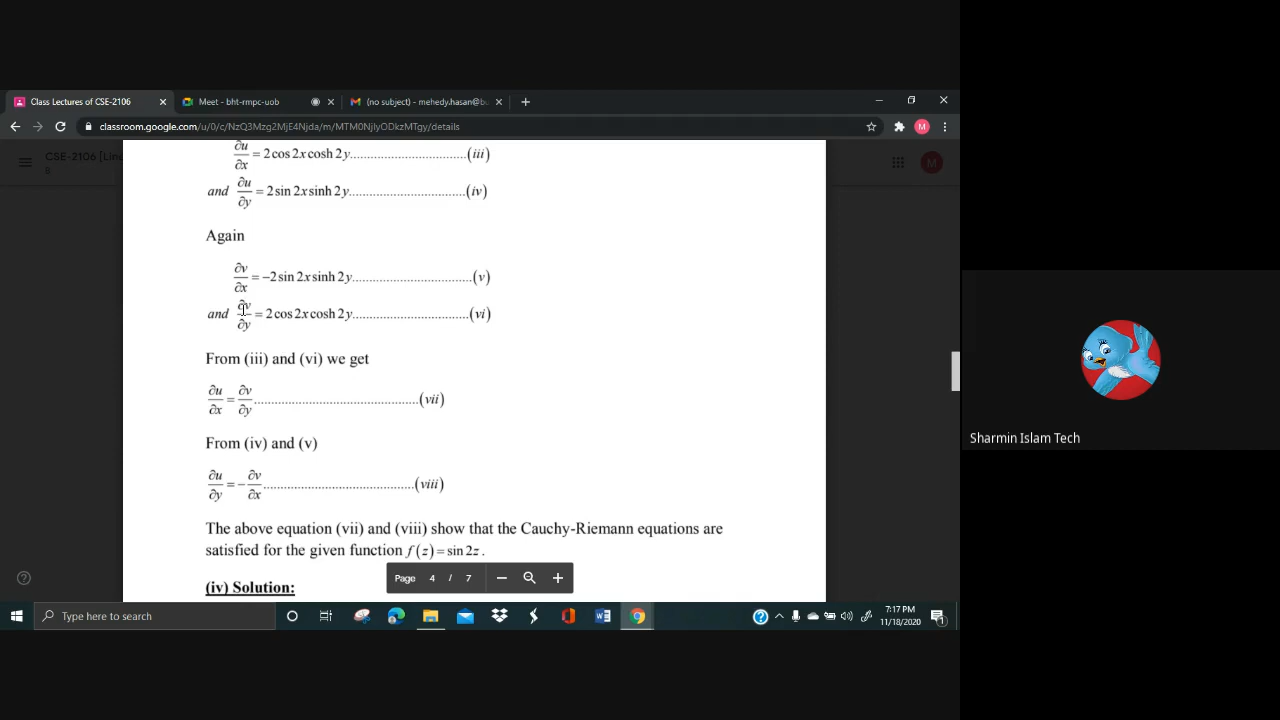 Class Lectures of CSE-2106
Meet - bht-rmpc-uob
(no subject) - mehedy.hasan@bu
classroom.google.com/u/0/c/NzQ3Mzg2MjE4Njda/m/MTM0NjIyODkzMTgy/details
M
CSE-2106 [Lin
8
M
∂u/∂x = 2 cos 2x cosh 2y.................................(iii)
and ∂u/∂y = 2 sin 2x sinh 2y.................................(iv)
Again
∂v/∂x = −2 sin 2x sinh 2y.................................(v)
and ∂v/∂y = 2 cos 2x cosh 2y.................................(vi)
From (iii) and (vi) we get
∂u/∂x = ∂v/∂y.................................(vii)
From (iv) and (v)
∂u/∂y = −∂v/∂x.................................(viii)
The above equation (vii) and (viii) show that the Cauchy-Riemann equations are
satisfied for the given function f(z) = sin 2z .
(iv) Solution:
Page 4 / 7
Sharmin Islam Tech
Type here to search
7:17 PM
11/18/2020
1